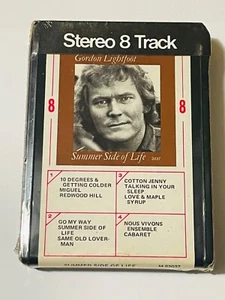 Stereo 8 Track
Gordon Lightfoot
8
8
Summer Side of Life
1
10 DEGREES &
GETTING COLDER
MIGUEL
REDWOOD HILL
3
COTTON JENNY
TALKING IN YOUR
SLEEP
LOVE & MAPLE
SYRUP
2
GO MY WAY
SUMMER SIDE OF
LIFE
SAME OLD LOVER-
MAN
4
NOUS VIVONS
ENSEMBLE
CABARET
SUMMER SIDE OF LIFE